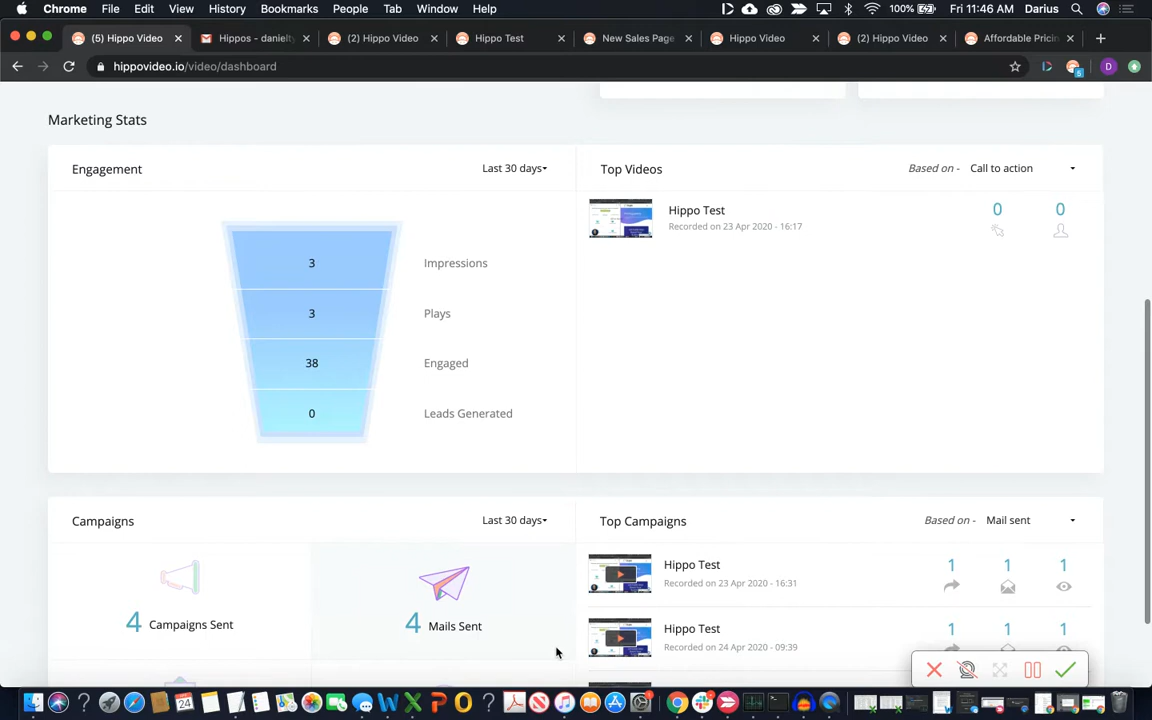 Chrome File Edit View History Bookmarks People Tab Window Help 100% Fri 11:46 AM Darius
(5) Hippo Video Hippos - danielty (2) Hippo Video Hippo Test New Sales Page Hippo Video (2) Hippo Video Affordable Pricin
hippovideo.io/video/dashboard 5 D
Marketing Stats
Engagement Last 30 days
Top Videos Based on - Call to action
Hippo Test 0 0
Recorded on 23 Apr 2020 - 16:17
3 Impressions
3 Plays
38 Engaged
0 Leads Generated
Campaigns Last 30 days
Top Campaigns Based on - Mail sent
4 Campaigns Sent
4 Mails Sent
Hippo Test 1 1 1
Recorded on 23 Apr 2020 - 16:31
Hippo Test 1 1 1
Recorded on 24 Apr 2020 - 09:39